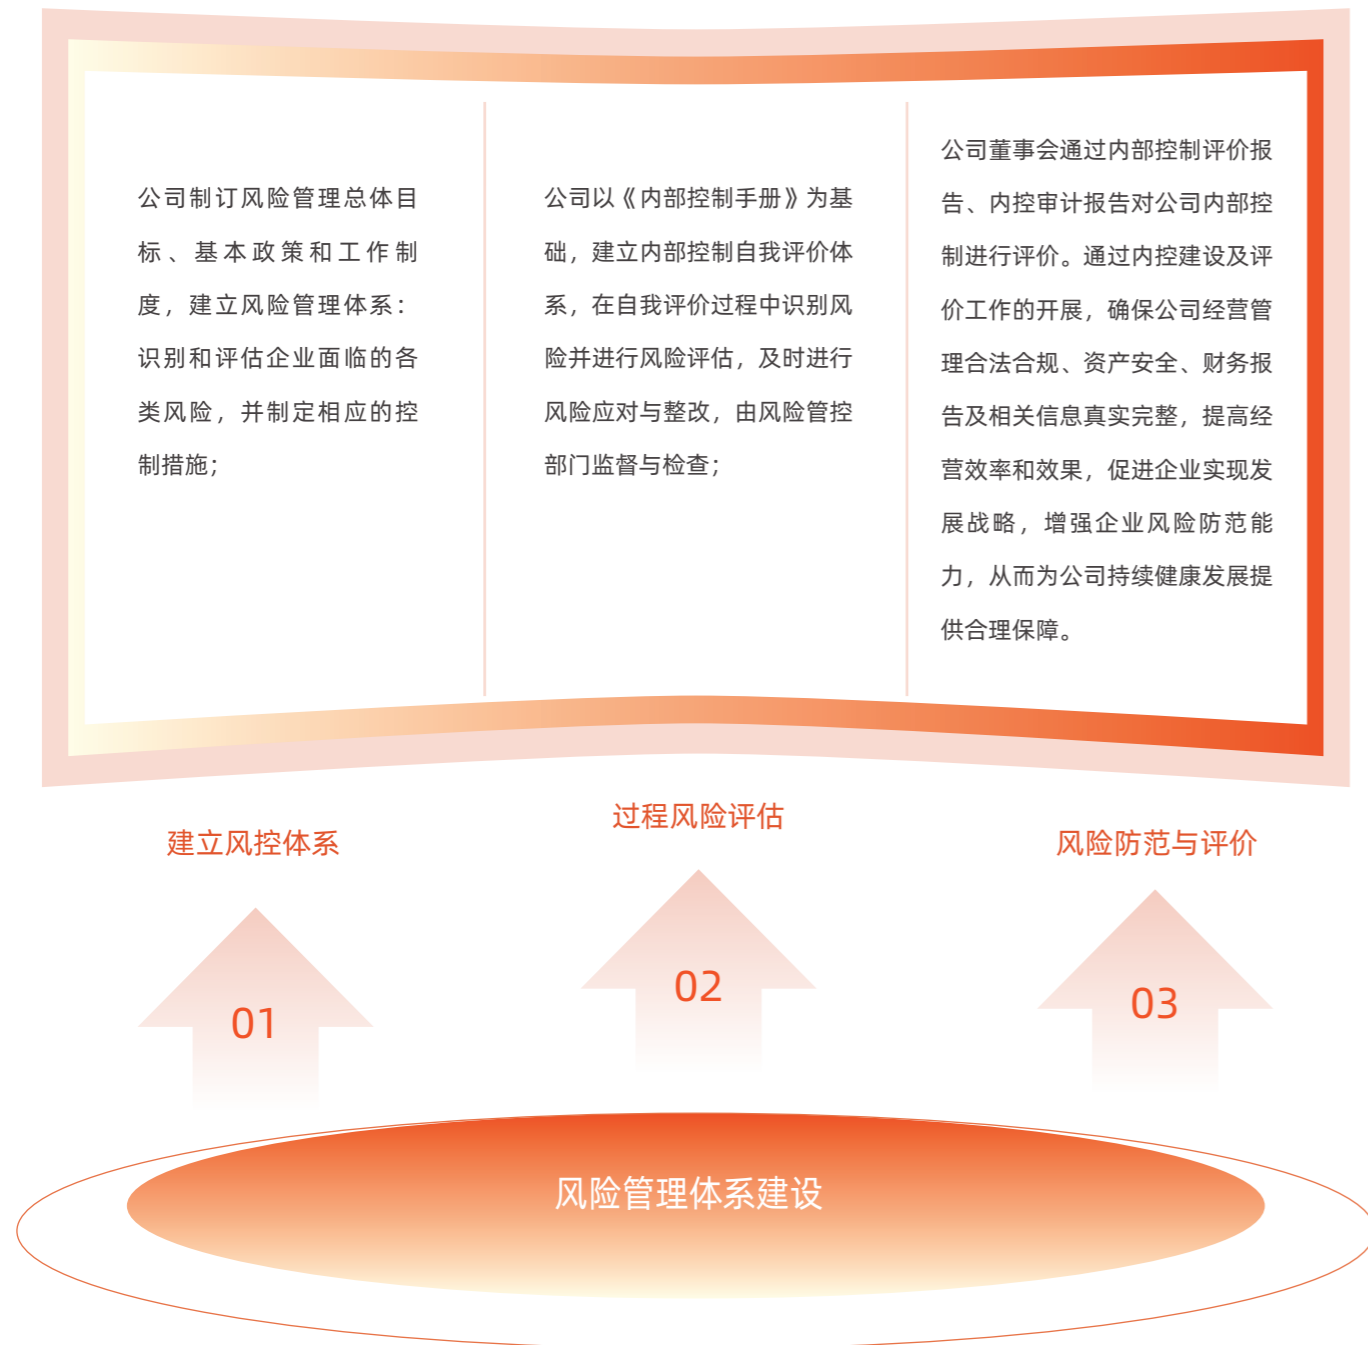 公司制订风险管理总体目
标、基本政策和工作制
度，建立风险管理体系：
识别和评估企业面临的各
类风险，并制定相应的控
制措施；
公司以《内部控制手册》为基
础，建立内部控制自我评价体
系，在自我评价过程中识别风
险并进行风险评估，及时进行
风险应对与整改，由风险管控
部门监督与检查；
公司董事会通过内部控制评价报
告、内控审计报告对公司内部控
制进行评价。通过内控建设及评
价工作的开展，确保公司经营管
理合法合规、资产安全、财务报
告及相关信息真实完整，提高经
营效率和效果，促进企业实现发
展战略，增强企业风险防范能
力，从而为公司持续健康发展提
供合理保障。
建立风控体系
过程风险评估
风险防范与评价
01
02
03
风险管理体系建设